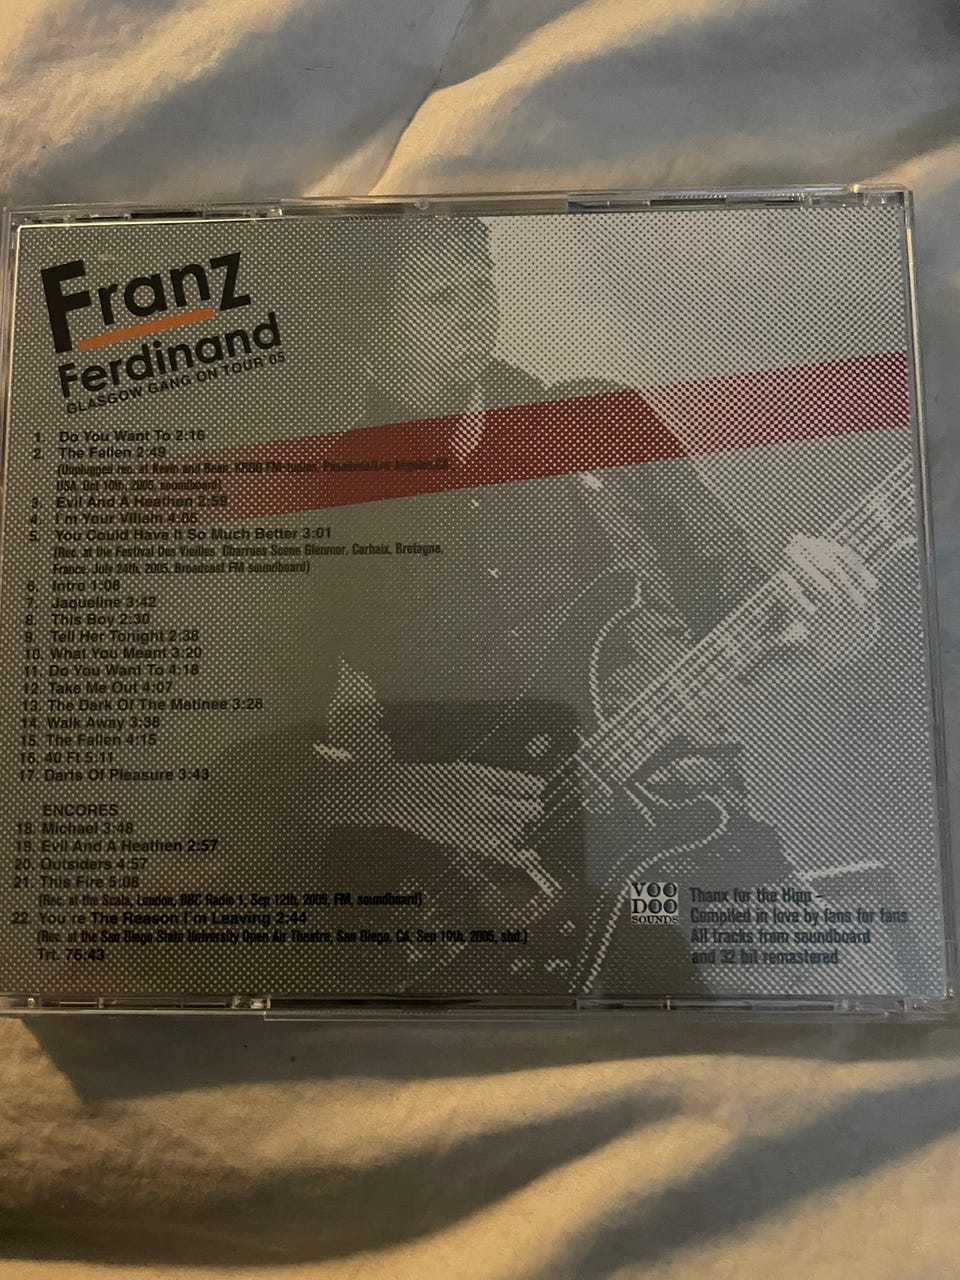 Franz
Ferdinand
GLASGOW GANG ON TOUR 05
1. Do You Want To 2:16
2. The Fallen 2:49
(Unplugged rec. at Kevin and Bean, KROQ FM-tudios, Pasadena/Los Angeles,CA,
USA, Oct 10th, 2005, soundboard)
3. Evil And A Heathen 2:59
4. I'm Your Villain 4:05
5. You Could Have It So Much Better 3:01
(Rec. at the Festival Des Vieilles Charrues Scene Glenmor, Carhaix, Bretagne,
France, July 24th, 2005, Broadcast FM soundboard)
6. Intro 1:08
7. Jaqueline 3:42
8. This Boy 2:30
9. Tell Her Tonight 2:38
10. What You Meant 3:20
11. Do You Want To 4:18
12. Take Me Out 4:07
13. The Dark Of The Matinee 3:28
14. Walk Away 3:38
15. The Fallen 4:15
16. 40 Ft 5:11
17. Darts Of Pleasure 3:43
ENCORES
18. Michael 3:48
19. Evil And A Heathen 2:57
20. Outsiders 4:57
21. This Fire 5:08
(Rec. at the Scala, London, BBC Radio 1, Sep 12th, 2005, FM, soundboard)
22. You're The Reason I'm Leaving 2:44
(Rec. at the San Diego State University Open Air Theatre, San Diego, CA, Sep 10th, 2005, sbd.)
Trt. 76:43
VOO
DOO
SOUNDS
Thanx for the Hipp -
Compiled in love by fans for fans
All tracks from soundboard
and 32 bit remastered